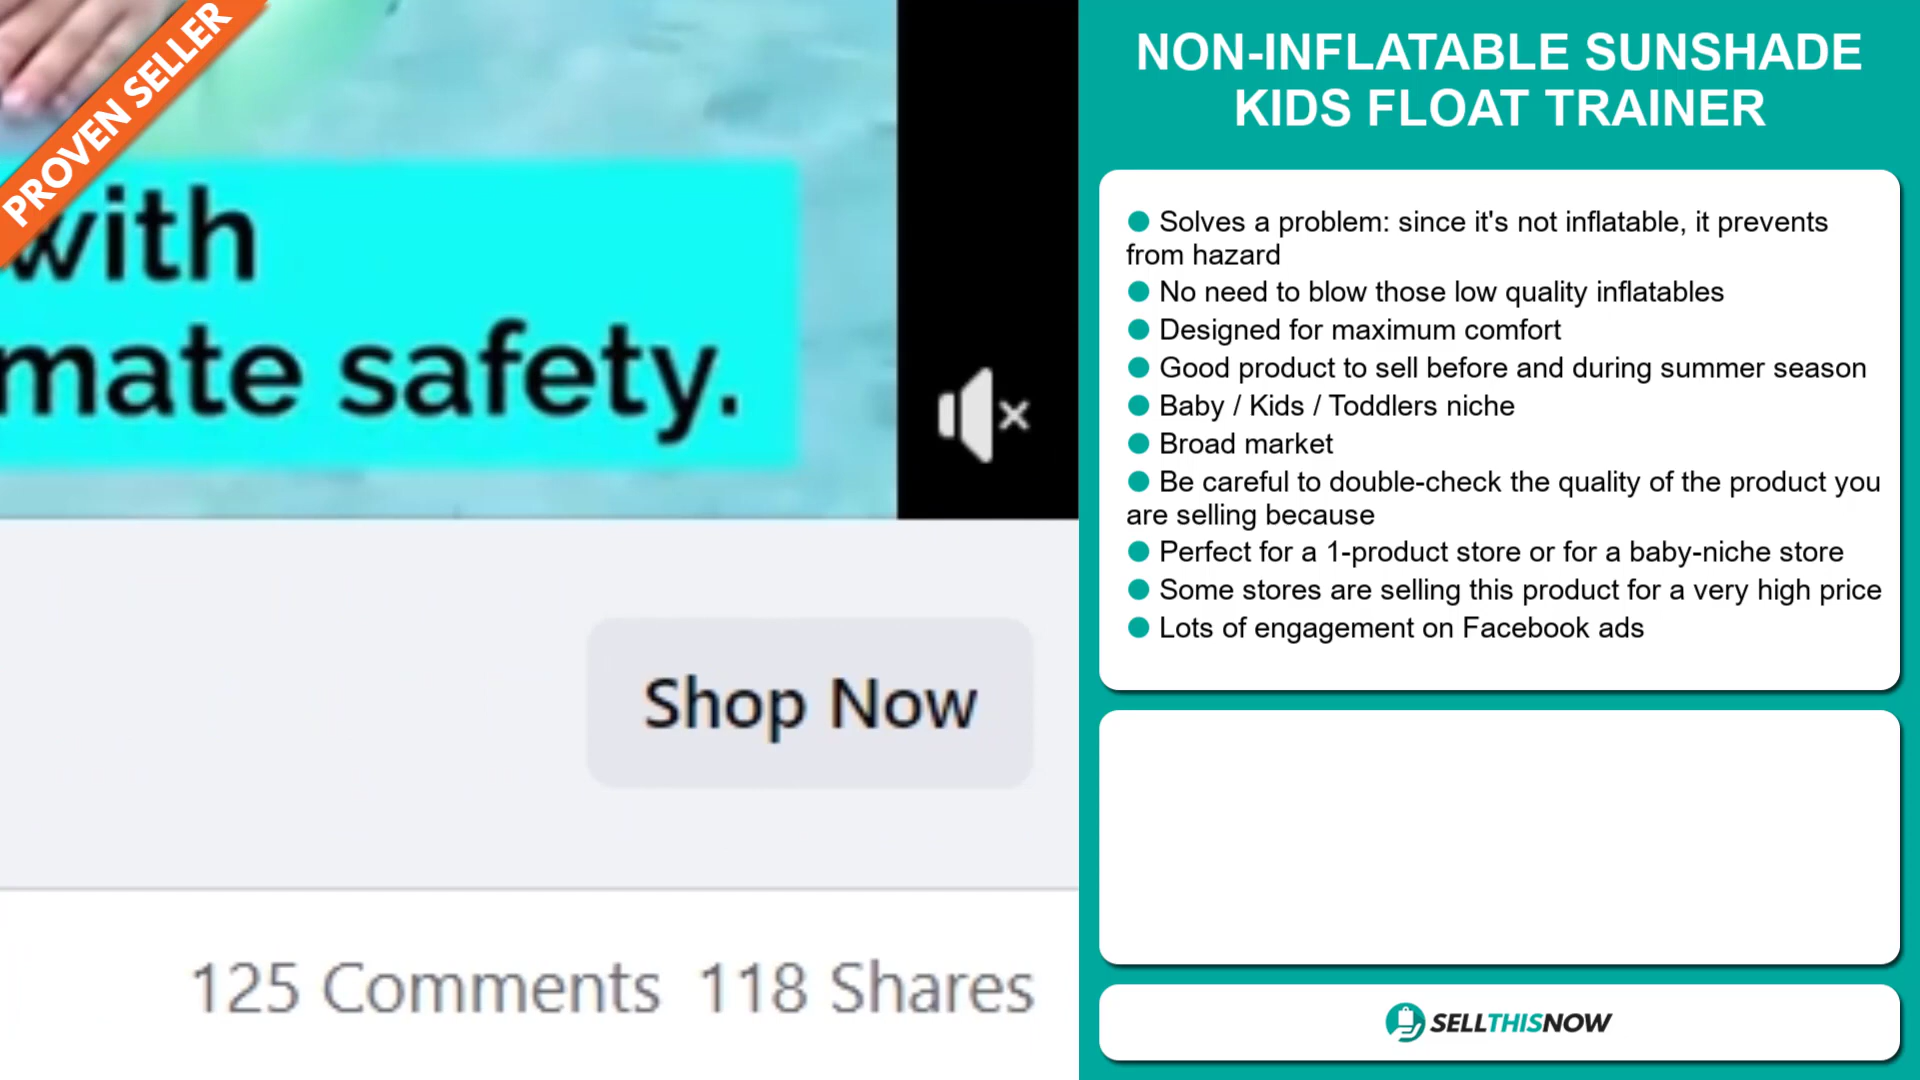 PROVEN SELLER
with
mate safety.
Shop Now
125 Comments 118 Shares
NON-INFLATABLE SUNSHADE
KIDS FLOAT TRAINER
● Solves a problem: since it's not inflatable, it prevents
from hazard
● No need to blow those low quality inflatables
● Designed for maximum comfort
● Good product to sell before and during summer season
● Baby / Kids / Toddlers niche
● Broad market
● Be careful to double-check the quality of the product you
are selling because
● Perfect for a 1-product store or for a baby-niche store
● Some stores are selling this product for a very high price
● Lots of engagement on Facebook ads
SELLTHISNOW